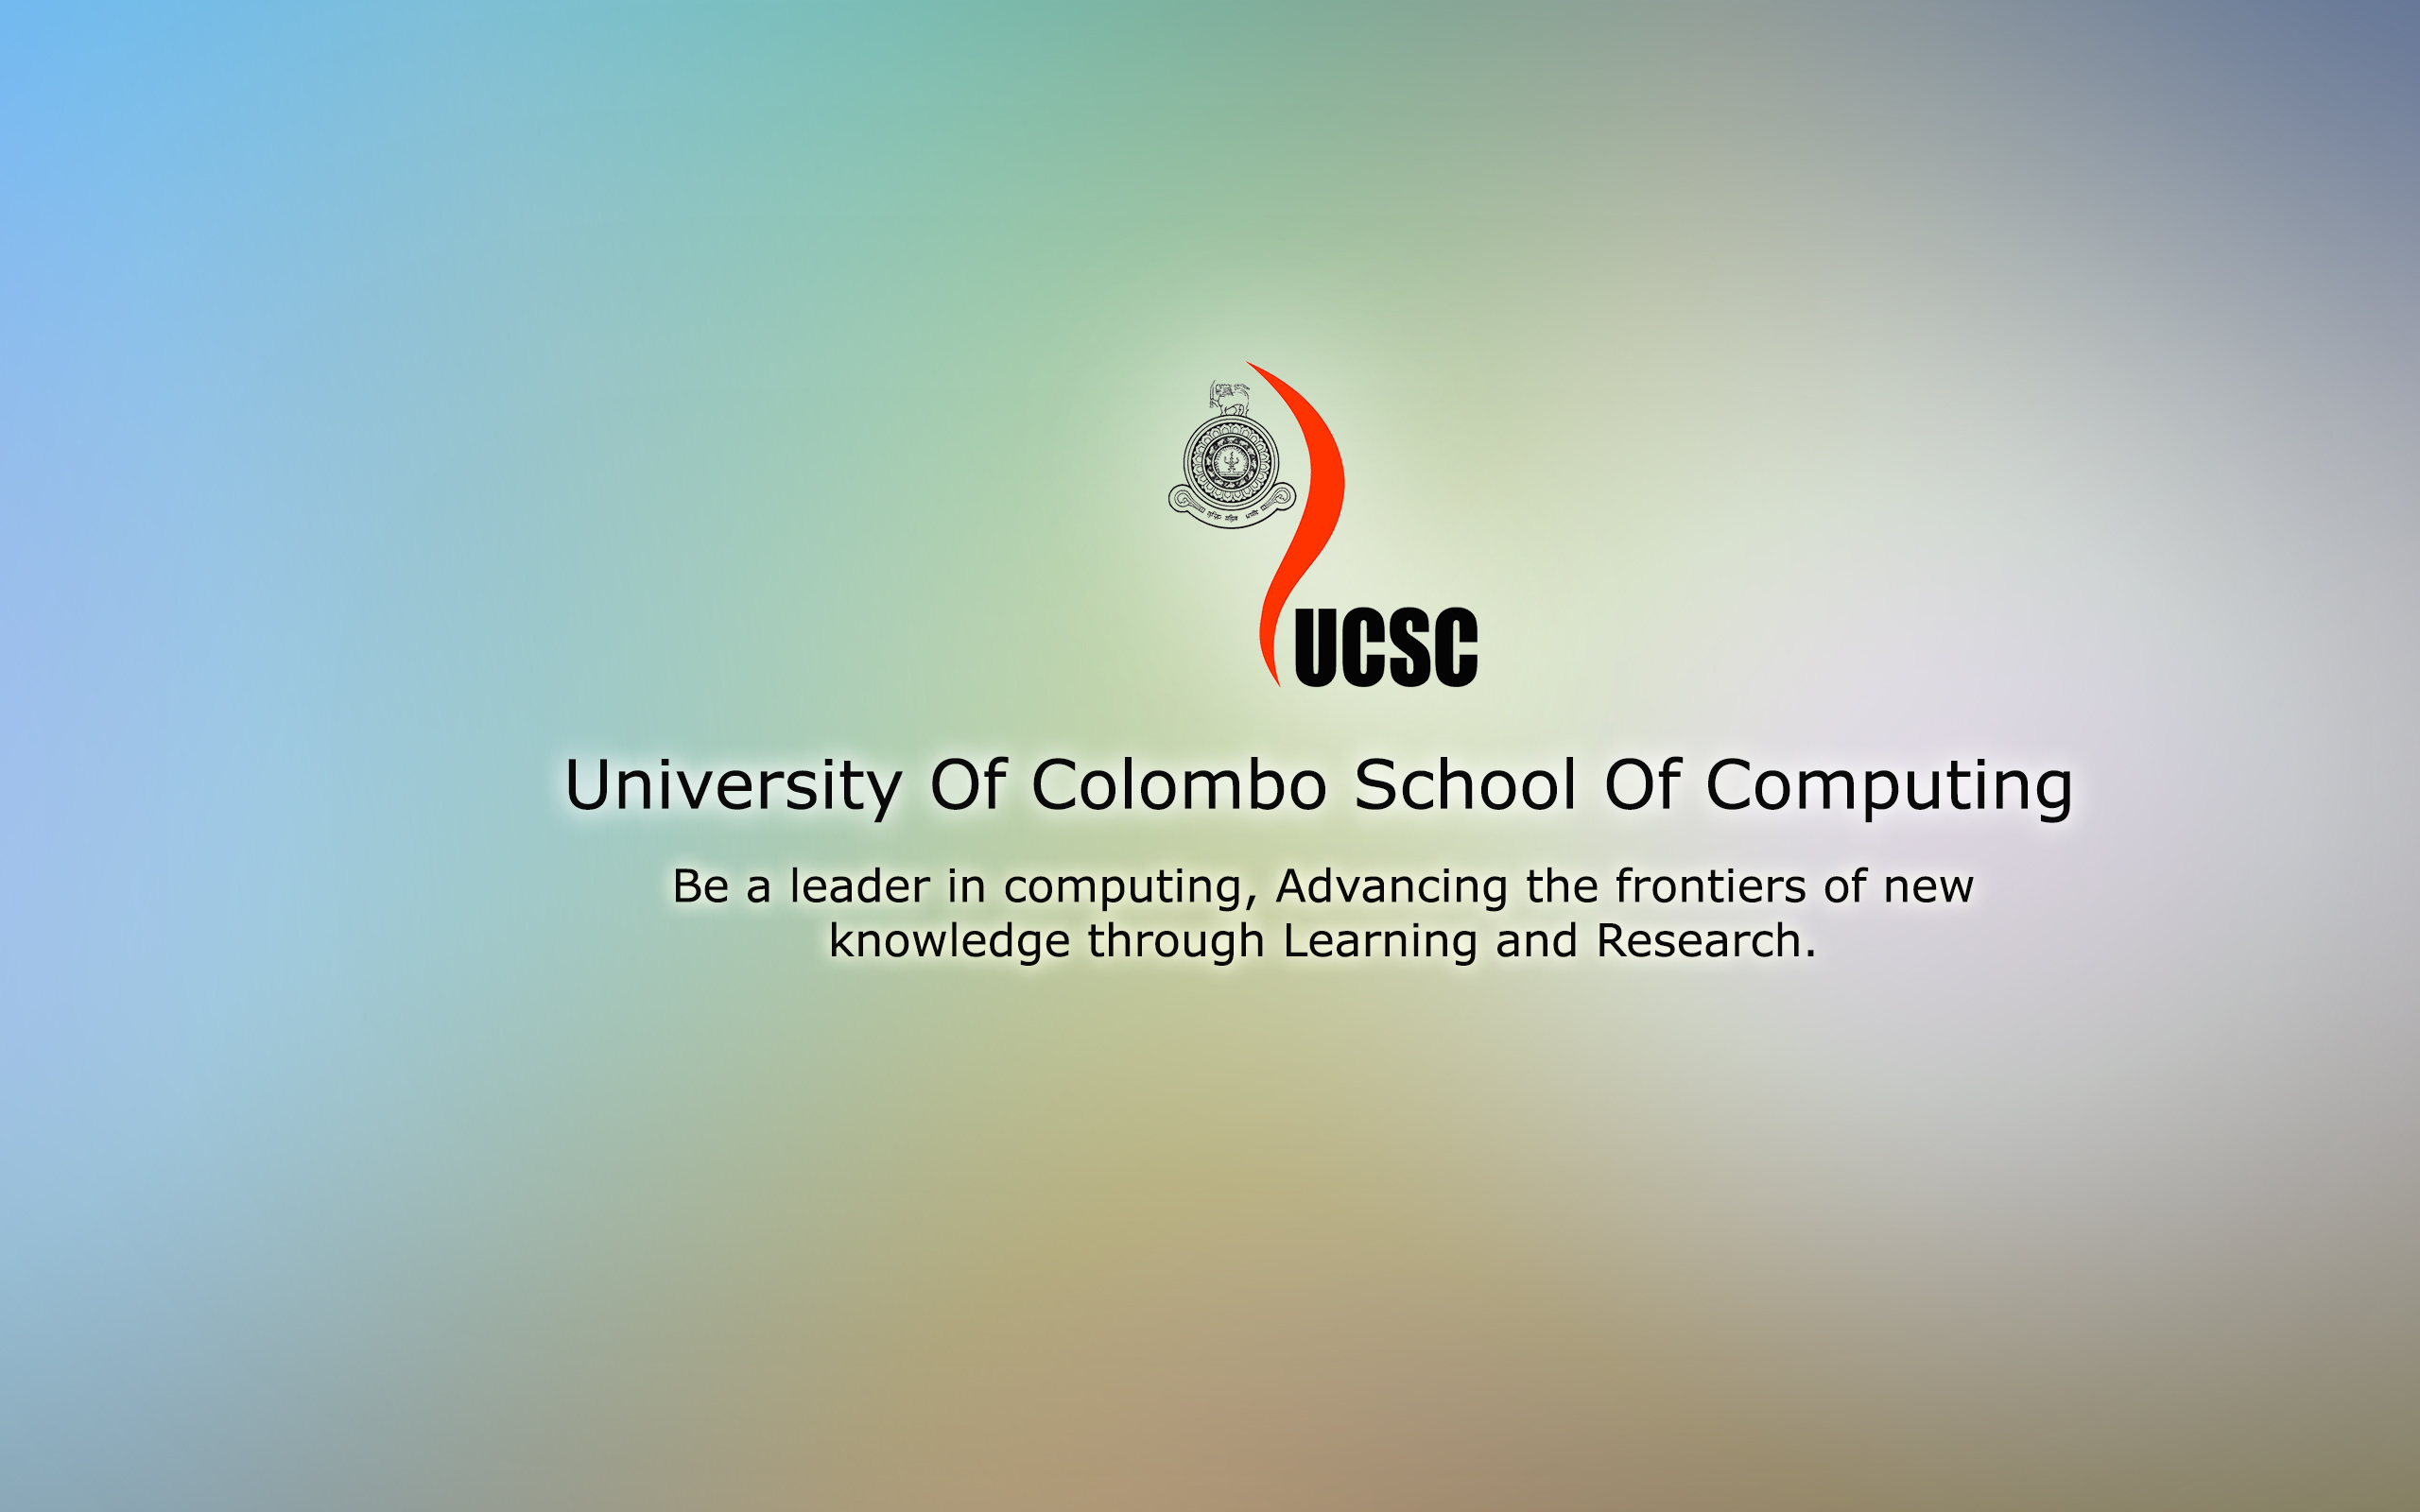 UCSC
University Of Colombo School Of Computing
Be a leader in computing, Advancing the frontiers of new
knowledge through Learning and Research.